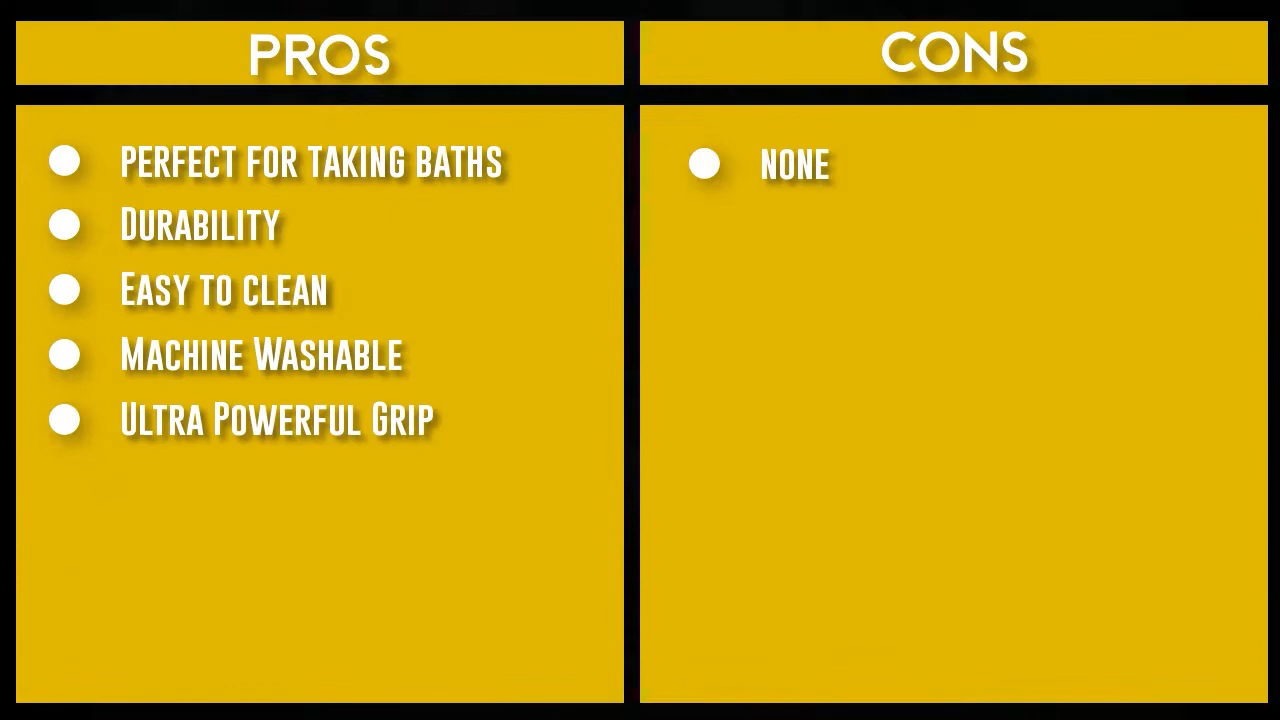 PROS
PERFECT FOR TAKING BATHS
Durability
Easy to clean
Machine Washable
Ultra Powerful Grip
CONS
NONE